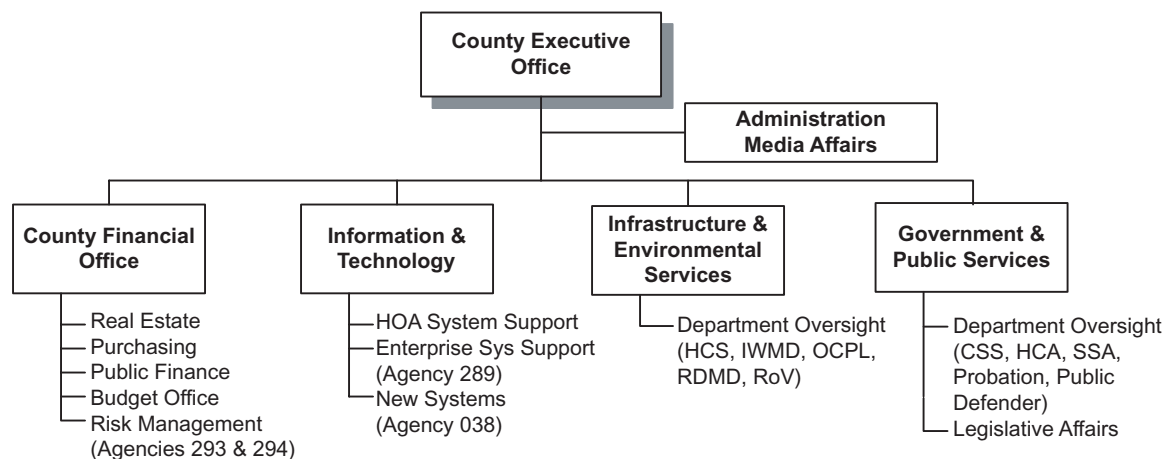 County Executive
Office
Administration
Media Affairs
County Financial
Office
Real Estate
Purchasing
Public Finance
Budget Office
Risk Management
(Agencies 293 & 294)
Information &
Technology
HOA System Support
Enterprise Sys Support
(Agency 289)
New Systems
(Agency 038)
Infrastructure &
Environmental
Services
Department Oversight
(HCS, IWMD, OCPL,
RDMD, RoV)
Government &
Public Services
Department Oversight
(CSS, HCA, SSA,
Probation, Public
Defender)
Legislative Affairs